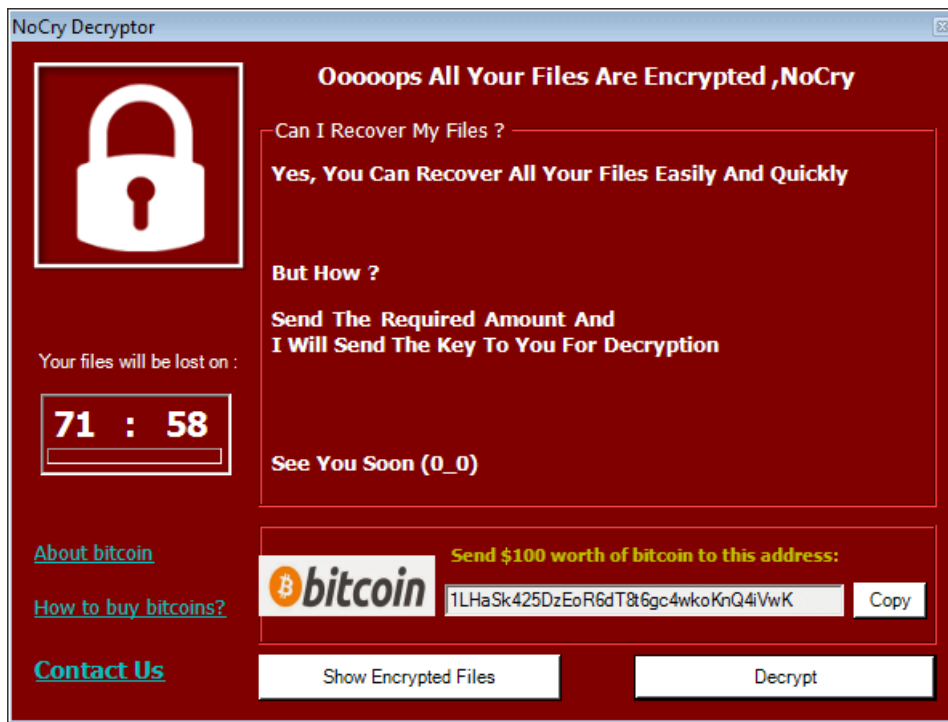 NoCry Decryptor
Ooooops All Your Files Are Encrypted ,NoCry
Can I Recover My Files ?
Yes, You Can Recover All Your Files Easily And Quickly
But How ?
Send The Required Amount And
I Will Send The Key To You For Decryption
Your files will be lost on :
71 : 58
See You Soon (0_0)
About bitcoin
How to buy bitcoins?
Contact Us
bitcoin
Send $100 worth of bitcoin to this address:
1LHaSk425DzEoR6dT8t6gc4wkoKnQ4iVwK
Copy
Show Encrypted Files
Decrypt